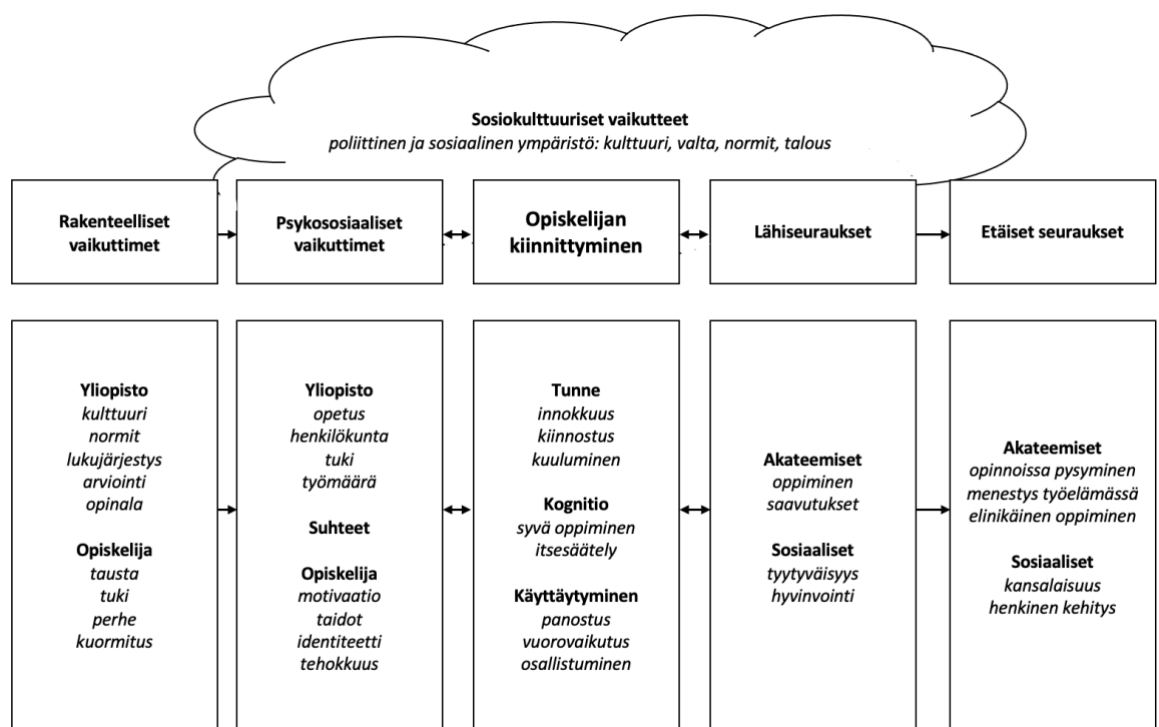 Sosiokulttuuriset vaikutteet
poliittinen ja sosiaalinen ympäristö: kulttuuri, valta, normit, talous
Rakenteelliset
vaikuttimet
Psykososiaaliset
vaikuttimet
Opiskelijan
kiinnittyminen
Lähiseuraukset
Etäiset seuraukset
Yliopisto
kulttuuri
normit
lukujärjestys
arviointi
opinala
Opiskelija
tausta
tuki
perhe
kuormitus
Yliopisto
opetus
henkilökunta
tuki
työmäärä
Suhteet
Opiskelija
motivaatio
taidot
identiteetti
tehokkuus
Tunne
innokkuus
kiinnostus
kuuluminen
Kognitio
syvä oppiminen
itsesäätely
Käyttäytyminen
panostus
vuorovaikutus
osallistuminen
Akateemiset
oppiminen
saavutukset
Sosiaaliset
tyytyväisyys
hyvinvointi
Akateemiset
opinnoissa pysyminen
menestys työelämässä
elinikäinen oppiminen
Sosiaaliset
kansalaisuus
henkinen kehitys